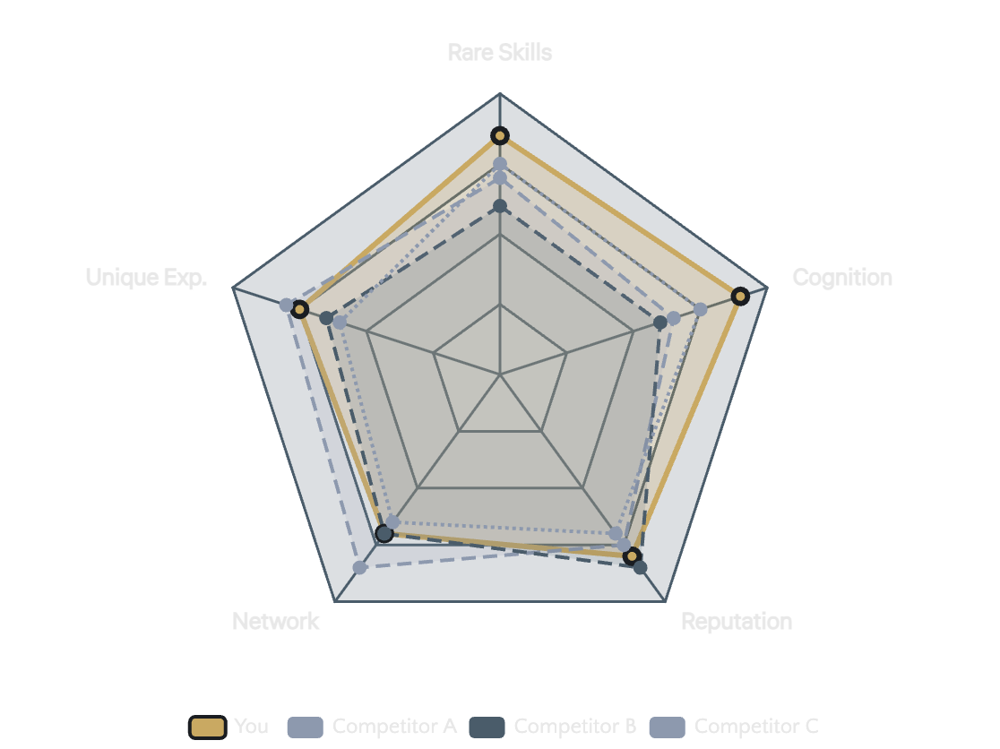 Rare Skills
Unique Exp.
Cognition
Network
Reputation
You
Competitor A
Competitor B
Competitor C